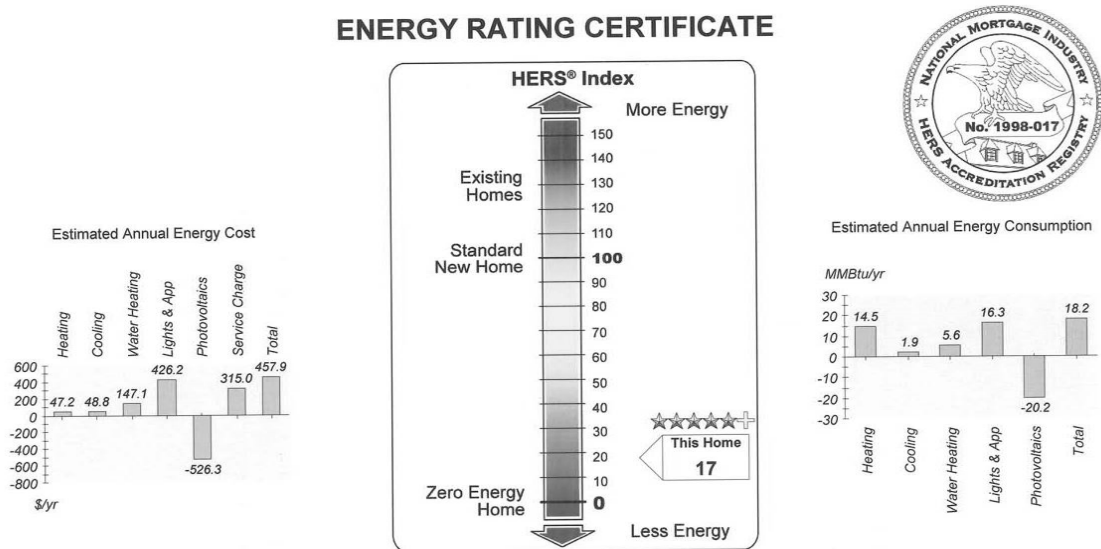 ENERGY RATING CERTIFICATE
NATIONAL MORTGAGE INDUSTRY
HERS ACCREDITATION REGISTRY
No. 1998-017
Estimated Annual Energy Cost
Heating
Cooling
Water Heating
Lights & App
Photovoltaics
Service Charge
Total
600
400
200
0
-200
-400
-600
-800
47.2
48.8
147.1
426.2
-526.3
315.0
457.9
$/yr
HERS® Index
More Energy
150
140
130
120
110
100
90
80
70
60
50
40
30
20
10
0
Existing
Homes
Standard
New Home
This Home
17
Zero Energy
Home
Less Energy
Estimated Annual Energy Consumption
MMBtu/yr
30
20
10
0
-10
-20
-30
14.5
1.9
5.6
16.3
-20.2
18.2
Heating
Cooling
Water Heating
Lights & App
Photovoltaics
Total